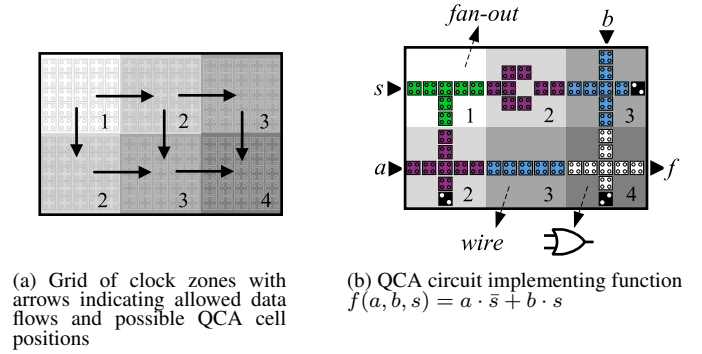 fan-out
b
s
1
2
3
a
2
3
4
f
wire
1
2
3
2
3
4
(a) Grid of clock zones with
arrows indicating allowed data
flows and possible QCA cell
positions
(b) QCA circuit implementing function
f(a, b, s) = a · s̄ + b · s